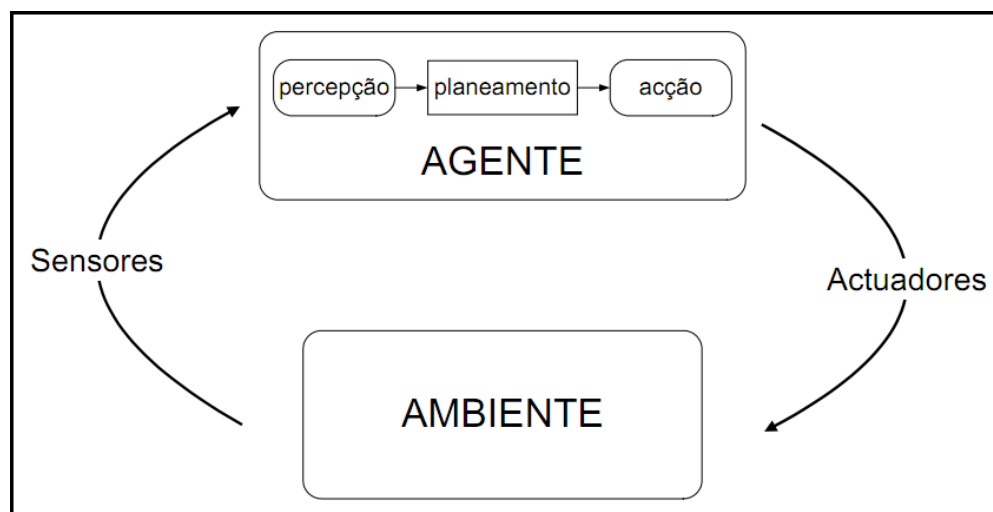 percepção
planeamento
acção
AGENTE
Sensores
Actuadores
AMBIENTE